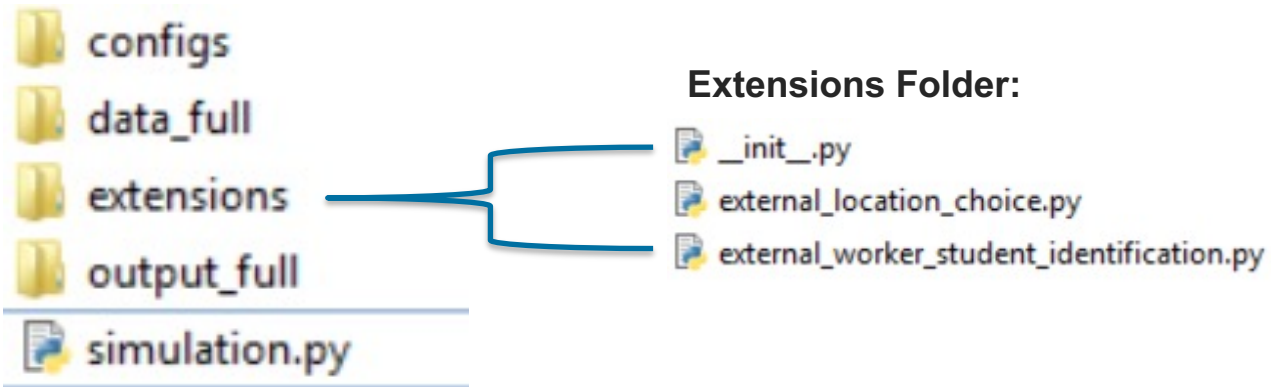 configs
data_full
extensions
output_full
simulation.py
Extensions Folder:
__init__.py
external_location_choice.py
external_worker_student_identification.py